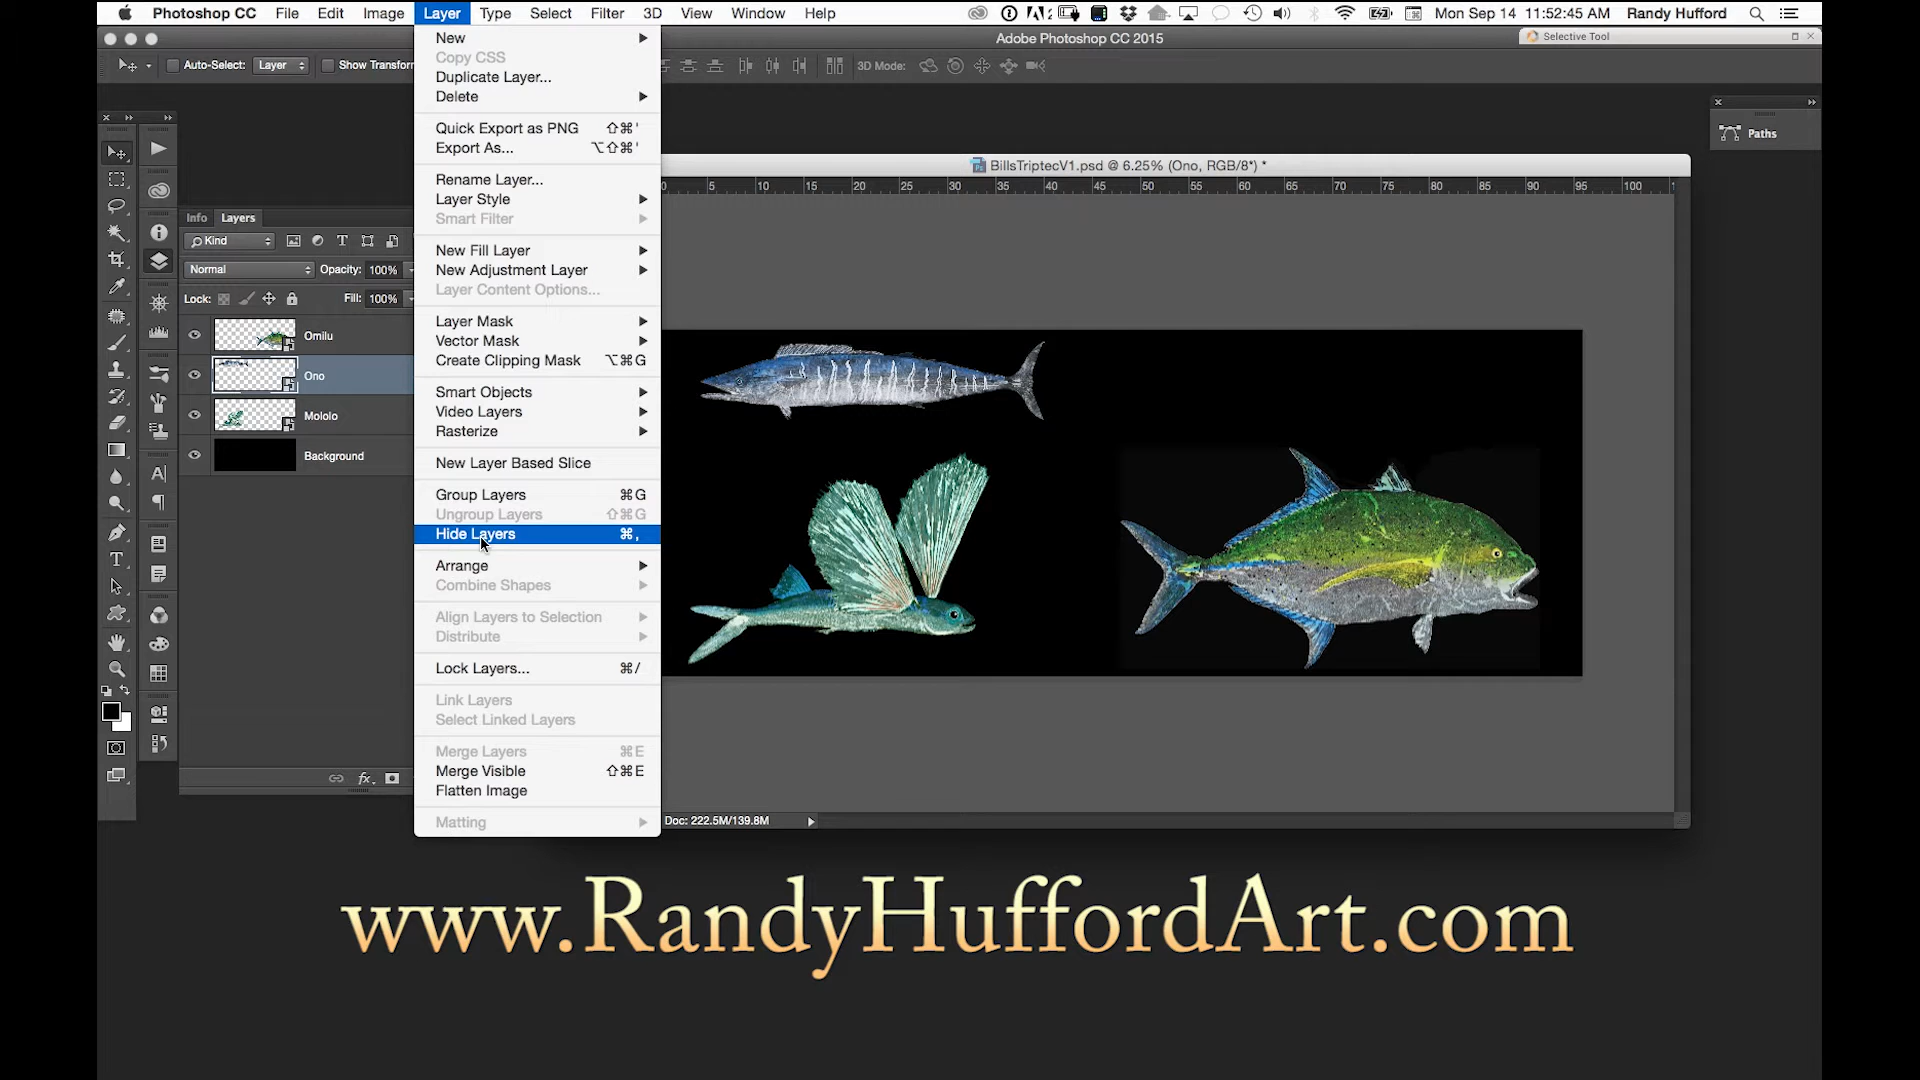 Photoshop CC File Edit Image Layer Type Select Filter 3D View Window Help
Mon Sep 14 11:52:45 AM Randy Hufford
Adobe Photoshop CC 2015
Selective Tool
Auto-Select: Layer Show Transform
3D Mode:
New
Copy CSS
Duplicate Layer...
Delete
Quick Export as PNG ⇧⌘'
Export As... ⌥⇧⌘'
Rename Layer...
Layer Style
Smart Filter
New Fill Layer
New Adjustment Layer
Layer Content Options...
Layer Mask
Vector Mask
Create Clipping Mask ⌥⌘G
Smart Objects
Video Layers
Rasterize
New Layer Based Slice
Group Layers ⌘G
Ungroup Layers ⇧⌘G
Hide Layers ⌘,
Arrange
Combine Shapes
Align Layers to Selection
Distribute
Lock Layers... ⌘/
Link Layers
Select Linked Layers
Merge Layers ⌘E
Merge Visible ⇧⌘E
Flatten Image
Matting
Info Layers
Kind
Normal Opacity: 100%
Lock: Fill: 100%
Omilu
Ono
Mololo
Background
Paths
BillsTriptecV1.psd @ 6.25% (Ono, RGB/8*) *
0 5 10 15 20 25 30 35 40 45 50 55 60 65 70 75 80 85 90 95 100
Doc: 222.5M/139.8M
www.RandyHuffordArt.com